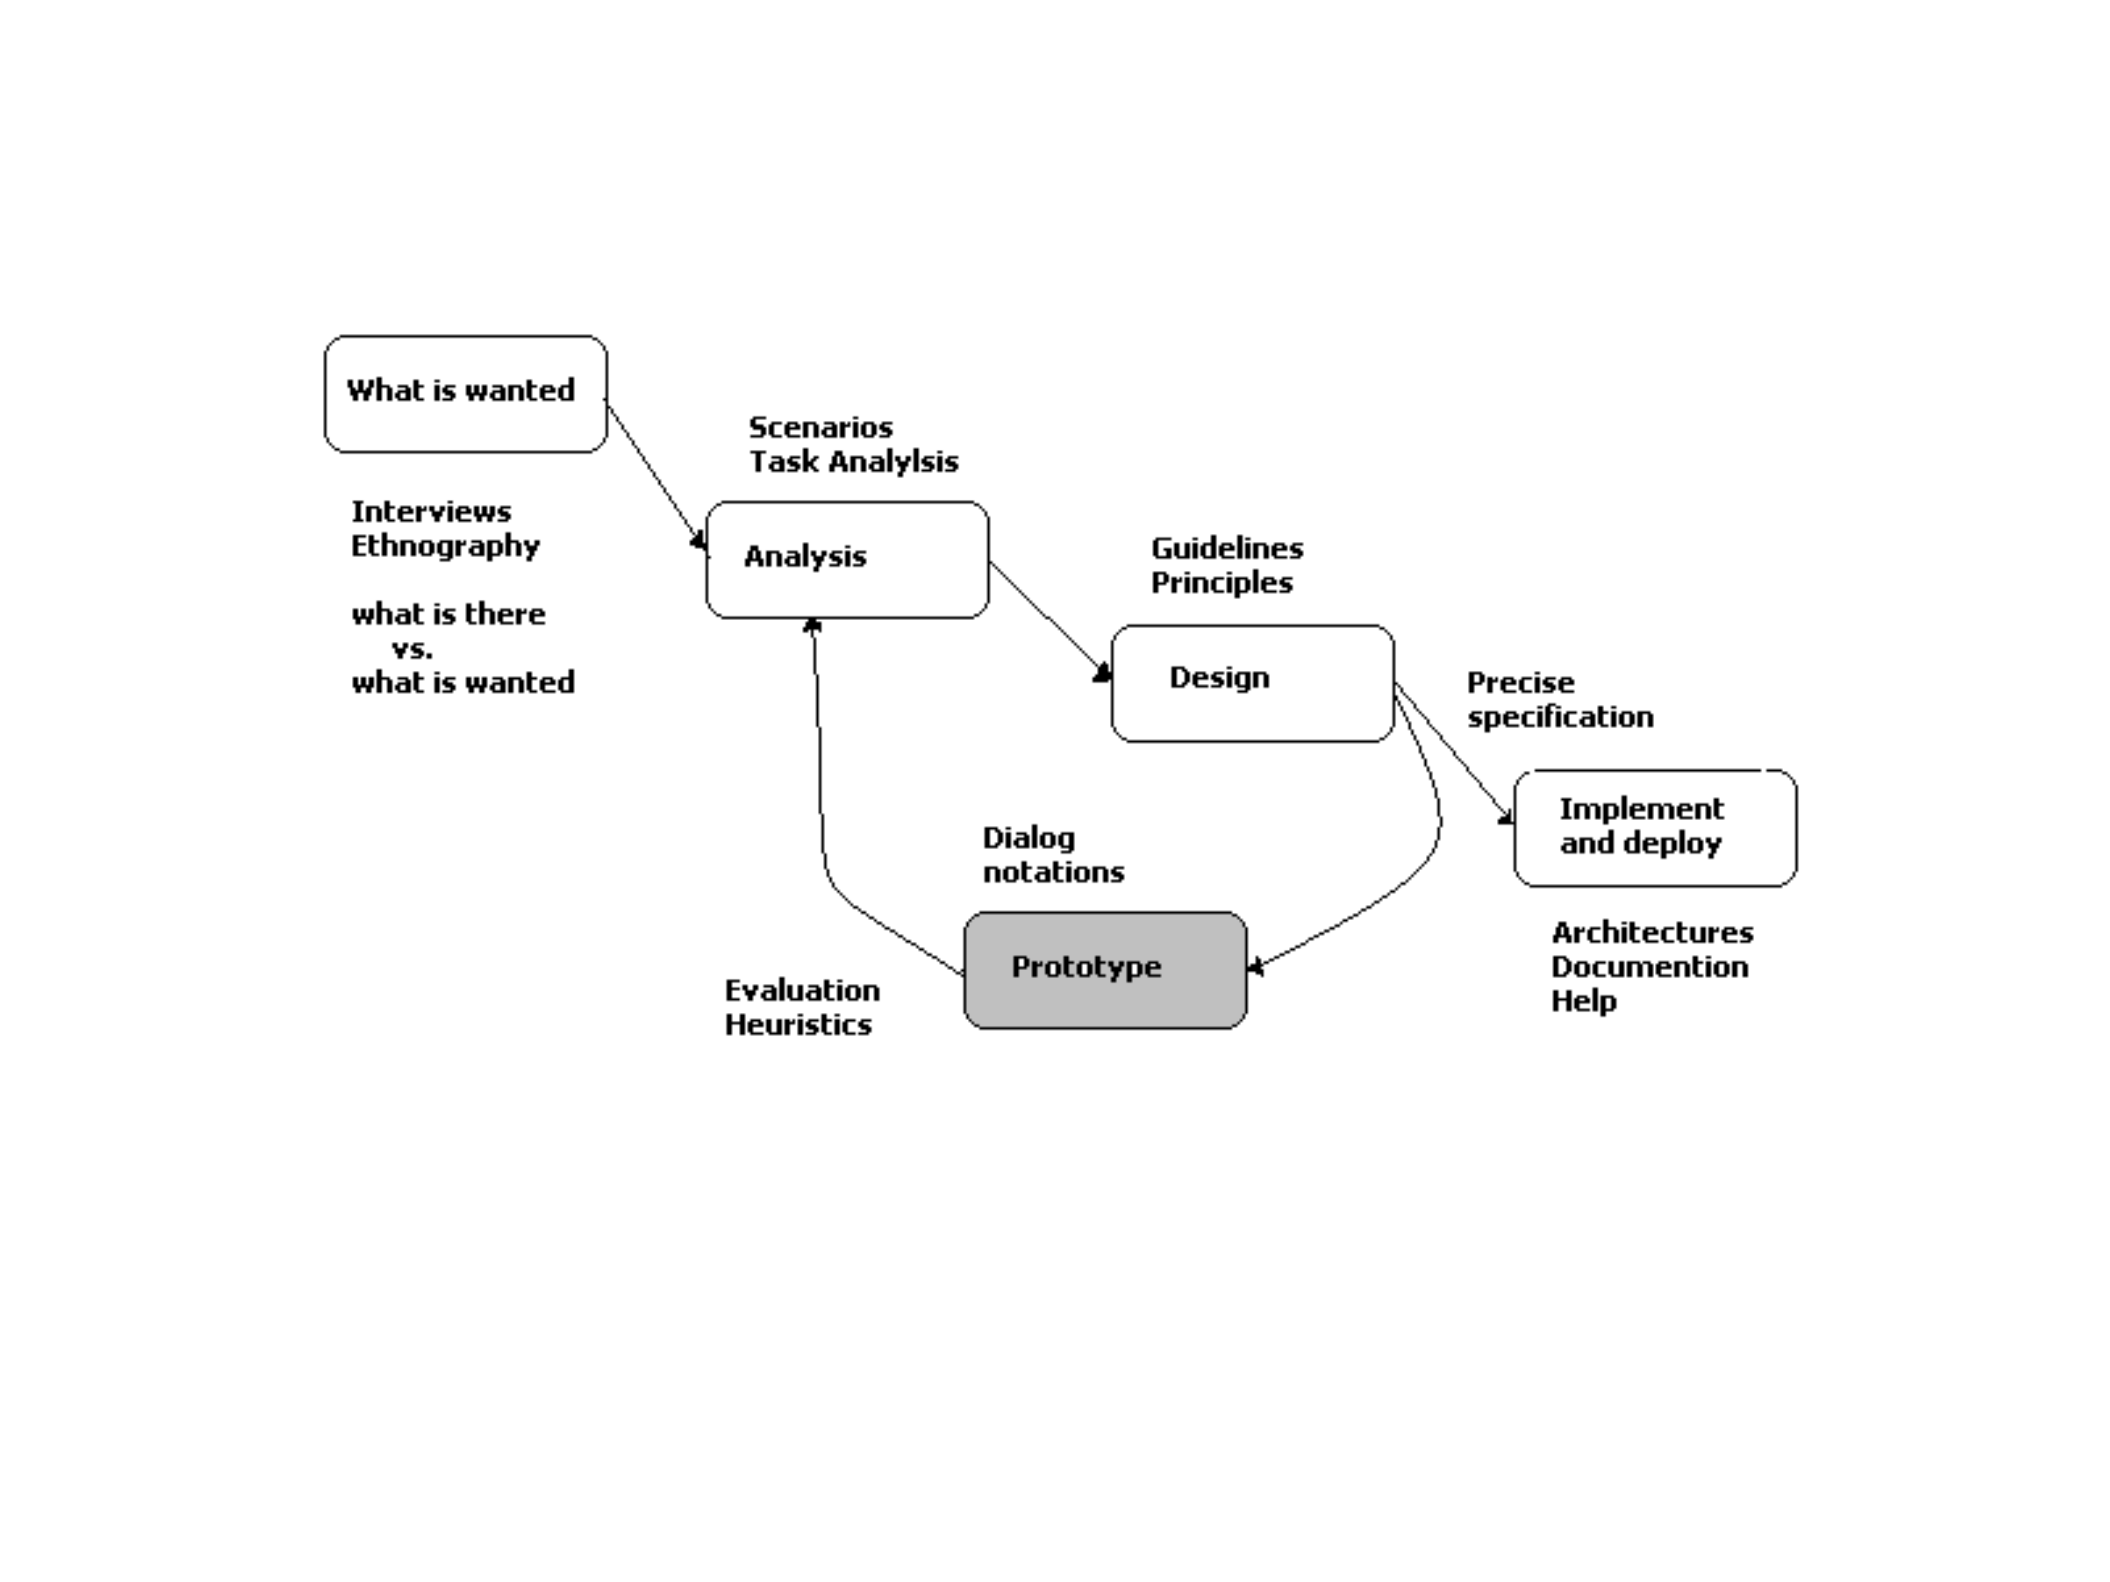 What is wanted
Interviews
Ethnography
what is there
vs.
what is wanted
Scenarios
Task Analylsis
Analysis
Guidelines
Principles
Design
Precise
specification
Implement
and deploy
Architectures
Documention
Help
Dialog
notations
Prototype
Evaluation
Heuristics